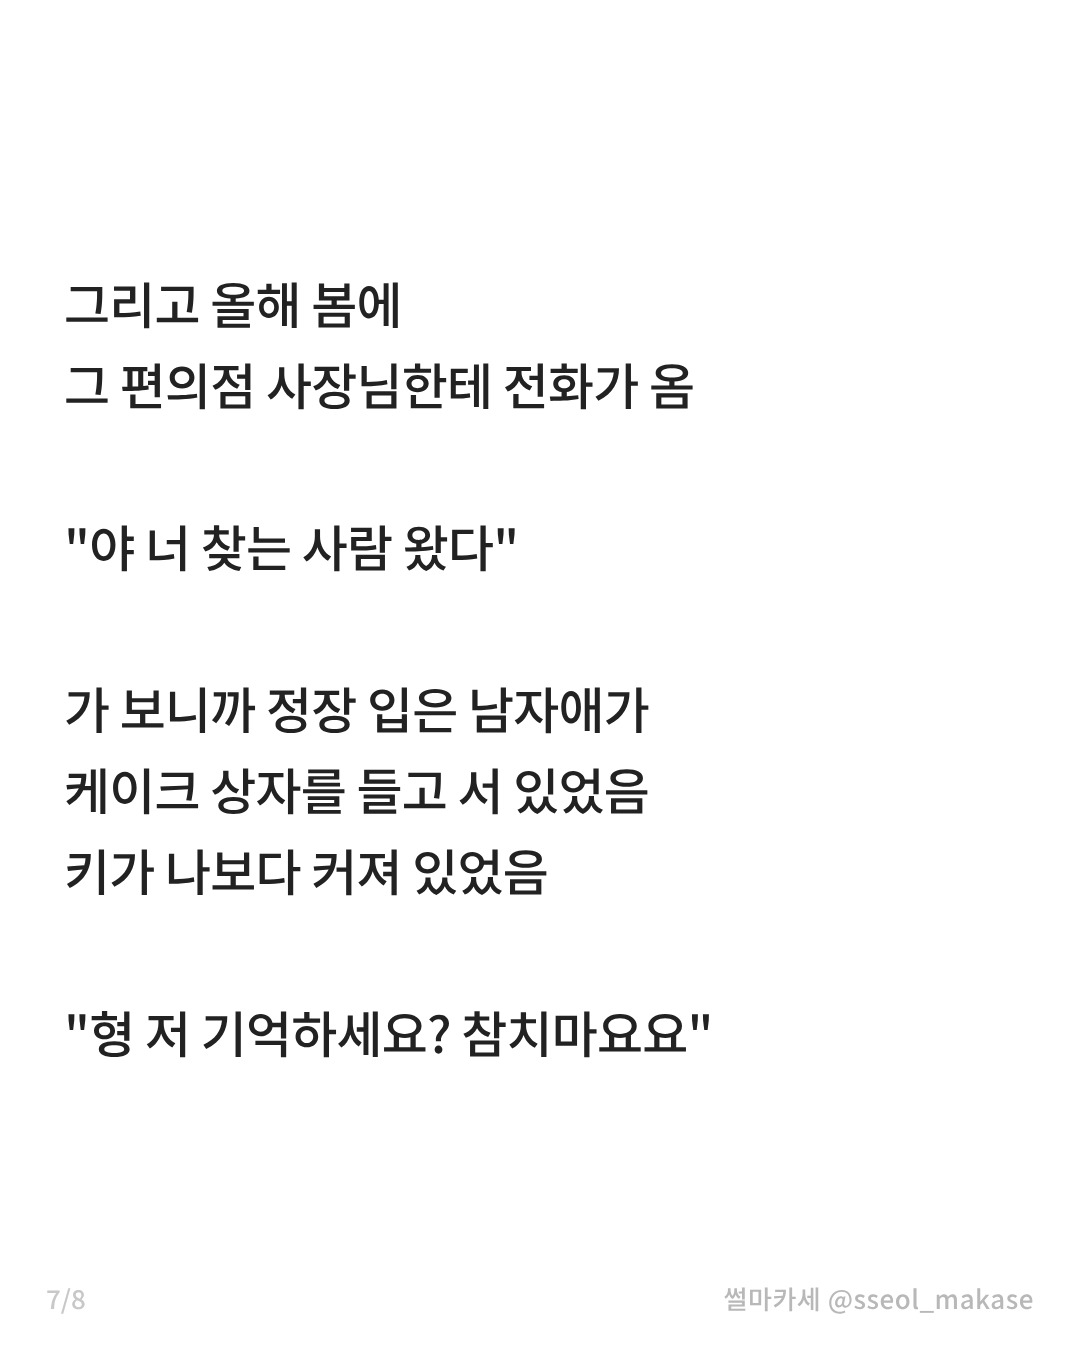 그리고 올해 봄에
그 편의점 사장님한테 전화가 옴
"야 너 찾는 사람 왔다"
가 보니까 정장 입은 남자애가
케이크 상자를 들고 서 있었음
키가 나보다 커져 있었음
"형 저 기억하세요? 참치마요요"
7/8
썰마카세 @sseol_makase